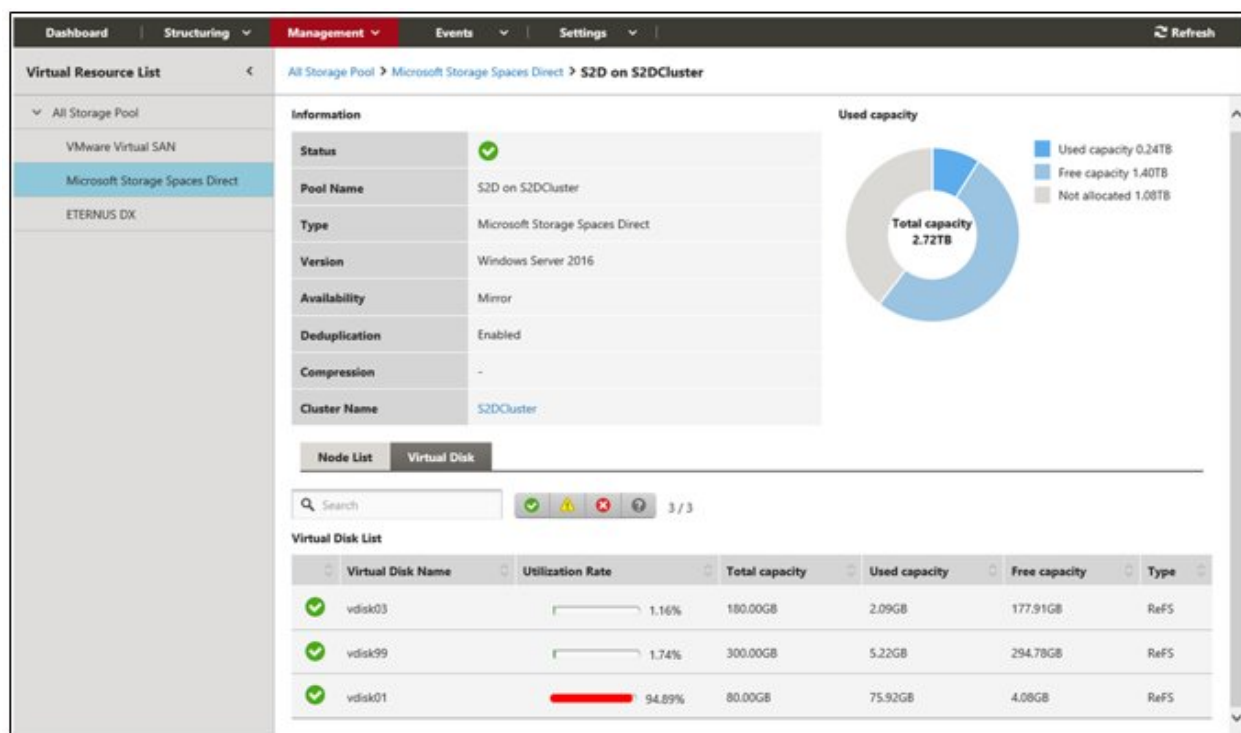 Dashboard Structuring Management Events Settings Refresh
Virtual Resource List
All Storage Pool > Microsoft Storage Spaces Direct > S2D on S2DCluster
All Storage Pool
VMware Virtual SAN
Microsoft Storage Spaces Direct
ETERNUS DX
Information
Status
Pool Name S2D on S2DCluster
Type Microsoft Storage Spaces Direct
Version Windows Server 2016
Availability Mirror
Deduplication Enabled
Compression -
Cluster Name S2DCluster
Used capacity
Total capacity
2.72TB
Used capacity 0.24TB
Free capacity 1.40TB
Not allocated 1.08TB
Node List Virtual Disk
Search 3 / 3
Virtual Disk List
Virtual Disk Name Utilization Rate Total capacity Used capacity Free capacity Type
vdisk03 1.16% 180.00GB 2.09GB 177.91GB ReFS
vdisk99 1.74% 300.00GB 5.22GB 294.78GB ReFS
vdisk01 94.89% 80.00GB 75.92GB 4.08GB ReFS